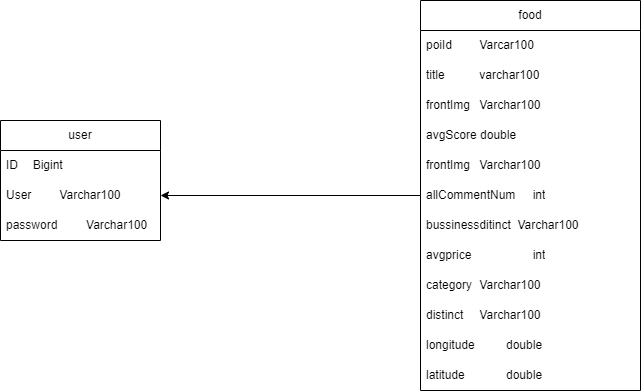 food
poiId Varcar100
title varchar100
frontImg Varchar100
avgScore double
frontImg Varchar100
allCommentNum int
bussinessditinct Varchar100
avgprice int
category Varchar100
distinct Varchar100
longitude double
latitude double
user
ID Bigint
User Varchar100
password Varchar100